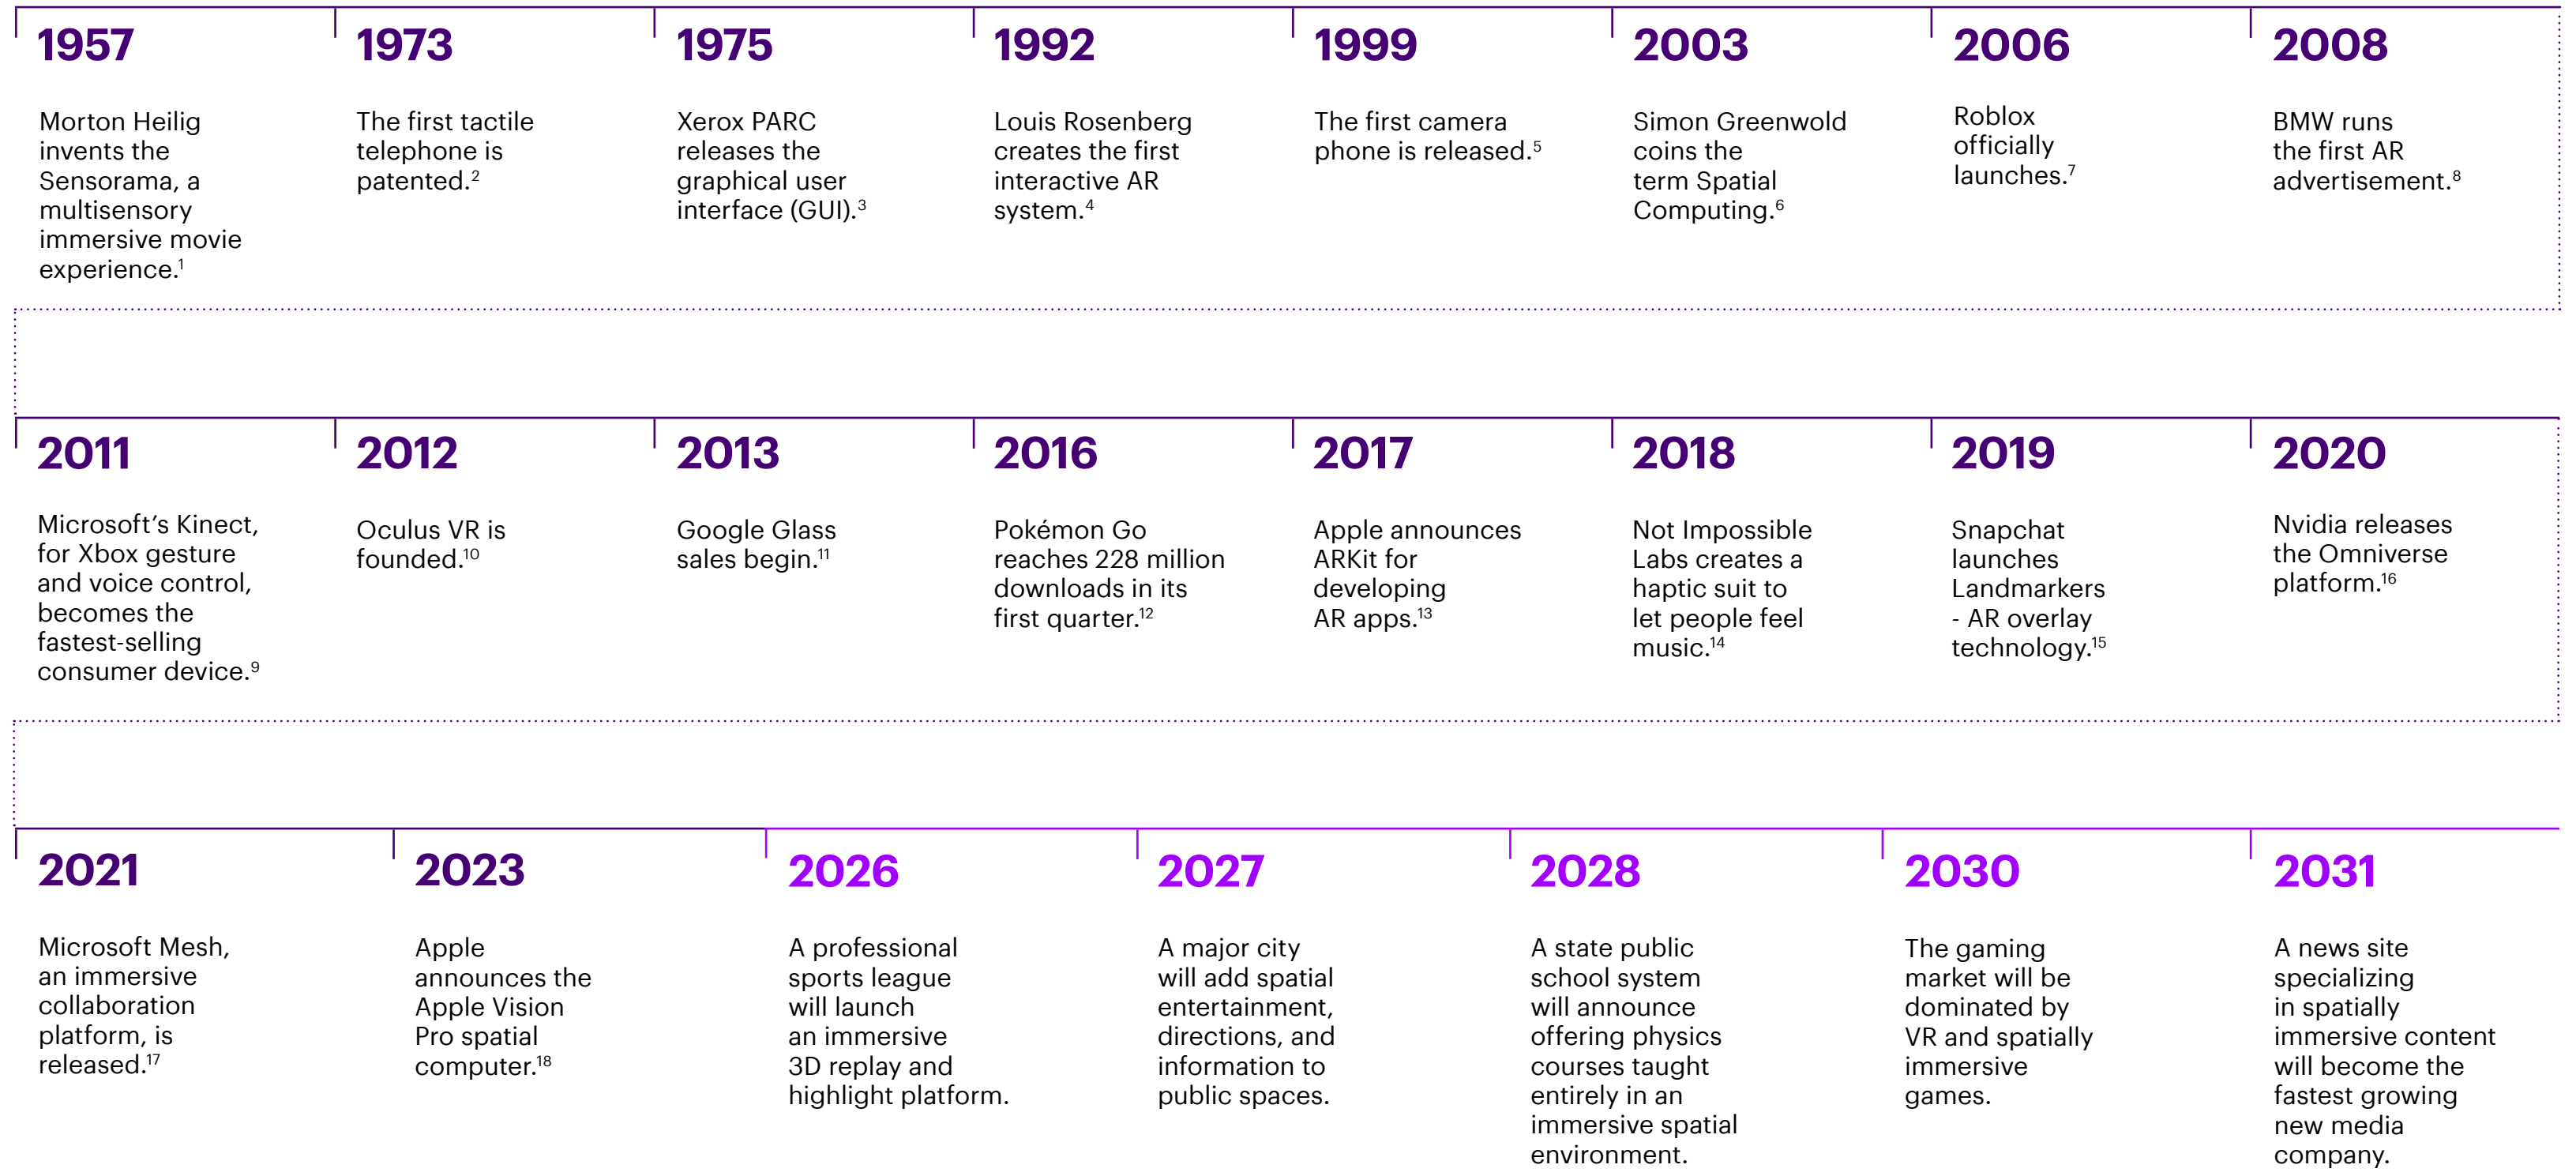 1957
Morton Heilig
invents the
Sensorama, a
multisensory
immersive movie
experience.1
1973
The first tactile
telephone is
patented.2
1975
Xerox PARC
releases the
graphical user
interface (GUI).3
1992
Louis Rosenberg
creates the first
interactive AR
system.4
1999
The first camera
phone is released.5
2003
Simon Greenwold
coins the
term Spatial
Computing.6
2006
Roblox
officially
launches.7
2008
BMW runs
the first AR
advertisement.8
2011
Microsoft’s Kinect,
for Xbox gesture
and voice control,
becomes the
fastest-selling
consumer device.9
2012
Oculus VR is
founded.10
2013
Google Glass
sales begin.11
2016
Pokémon Go
reaches 228 million
downloads in its
first quarter.12
2017
Apple announces
ARKit for
developing
AR apps.13
2018
Not Impossible
Labs creates a
haptic suit to
let people feel
music.14
2019
Snapchat
launches
Landmarkers
- AR overlay
technology.15
2020
Nvidia releases
the Omniverse
platform.16
2021
Microsoft Mesh,
an immersive
collaboration
platform, is
released.17
2023
Apple
announces the
Apple Vision
Pro spatial
computer.18
2026
A professional
sports league
will launch
an immersive
3D replay and
highlight platform.
2027
A major city
will add spatial
entertainment,
directions, and
information to
public spaces.
2028
A state public
school system
will announce
offering physics
courses taught
entirely in an
immersive spatial
environment.
2030
The gaming
market will be
dominated by
VR and spatially
immersive
games.
2031
A news site
specializing
in spatially
immersive content
will become the
fastest growing
new media
company.